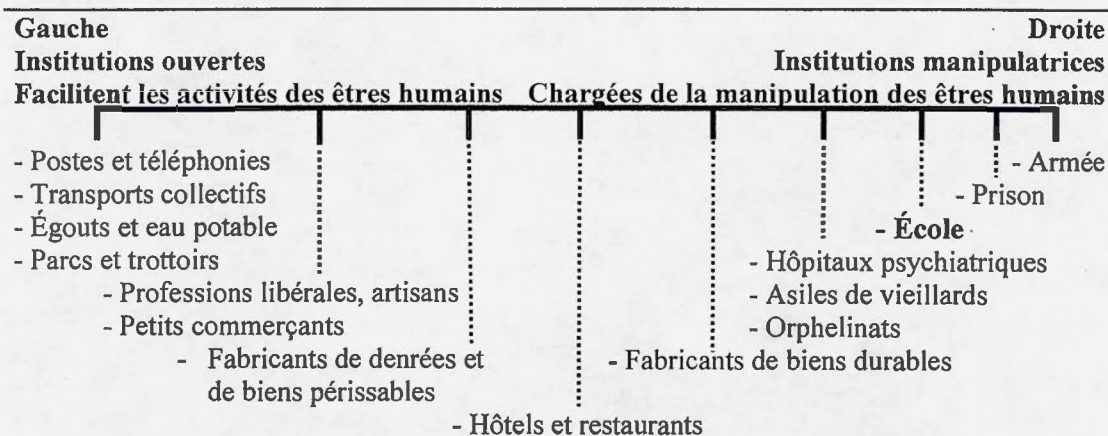 Gauche Droite
Institutions ouvertes Institutions manipulatrices
Facilitent les activités des êtres humains Chargées de la manipulation des êtres humains
- Postes et téléphonies - Armée
- Transports collectifs - Prison
- Égouts et eau potable - École
- Parcs et trottoirs - Hôpitaux psychiatriques
- Professions libérales, artisans - Asiles de vieillards
- Petits commerçants - Orphelinats
- Fabricants de denrées et - Fabricants de biens durables
de biens périssables
- Hôtels et restaurants